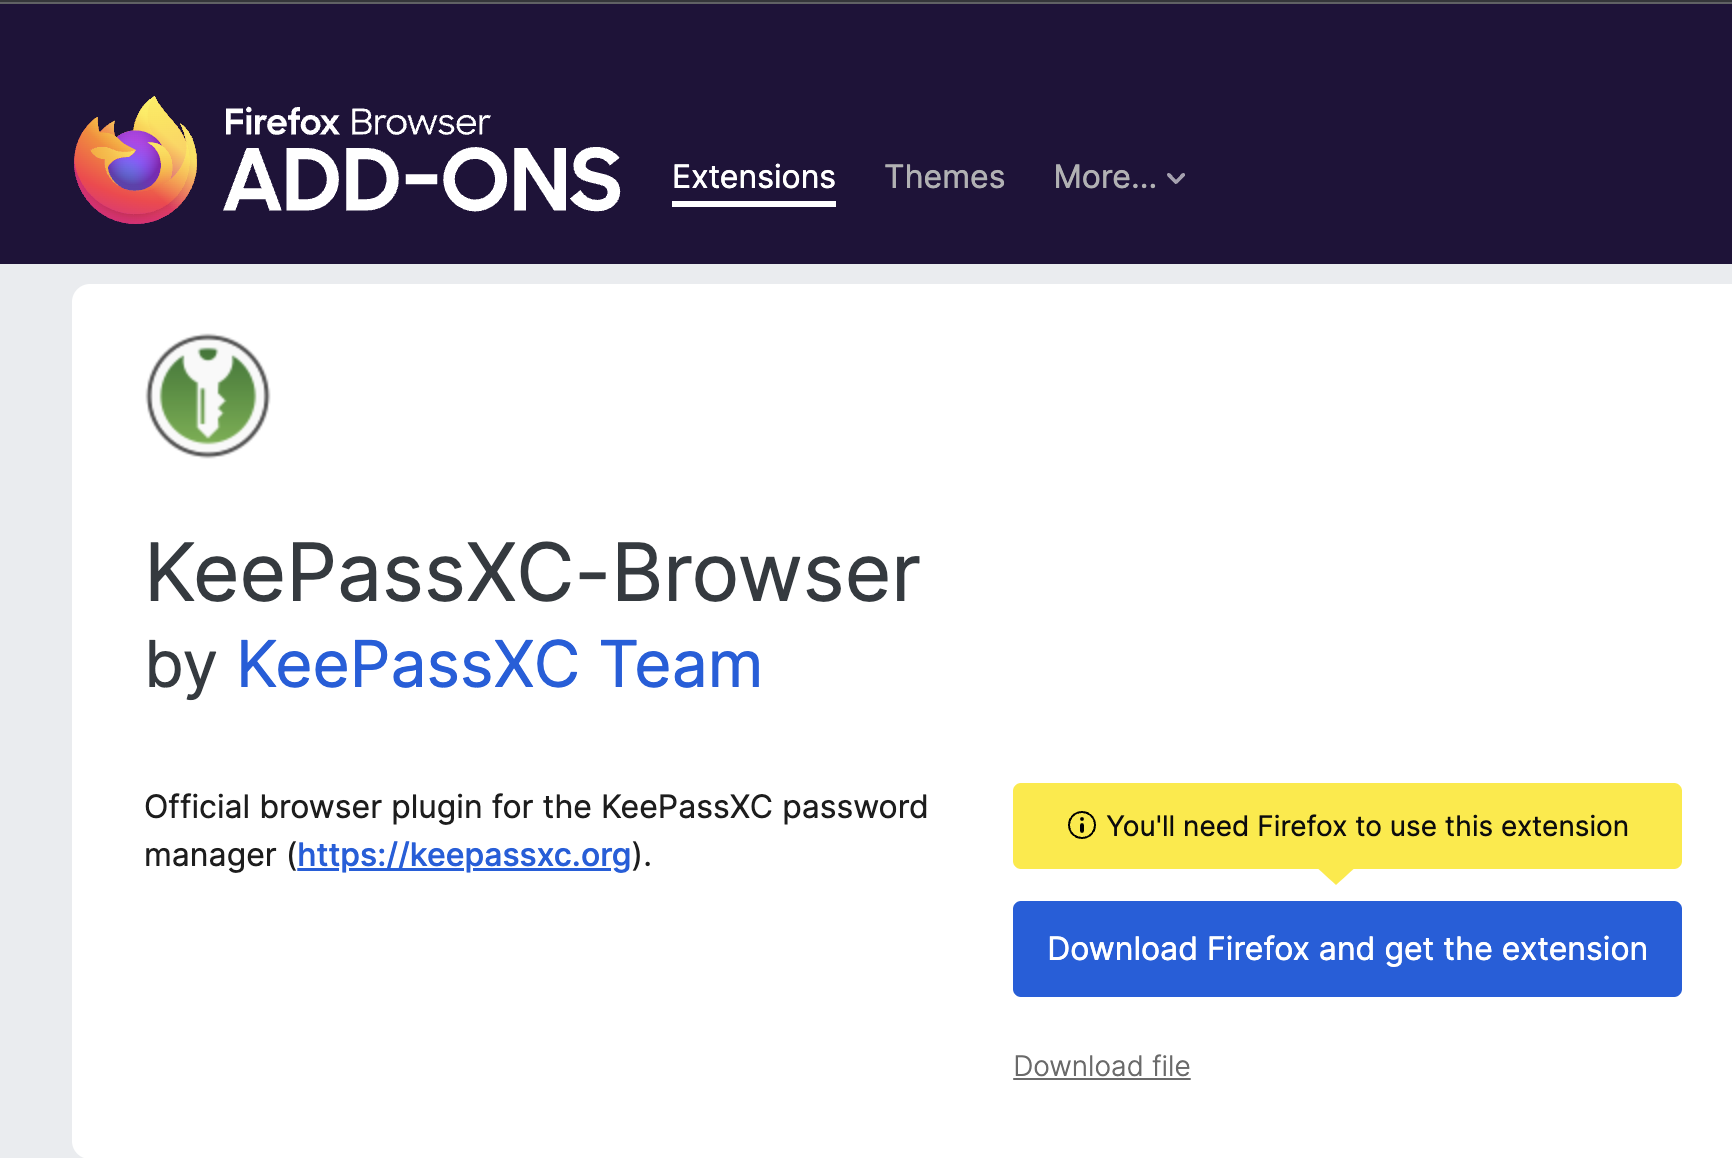 Firefox Browser
ADD-ONS
Extensions
Themes
More...
KeePassXC-Browser
by KeePassXC Team
Official browser plugin for the KeePassXC password
manager (https://keepassxc.org).
You'll need Firefox to use this extension
Download Firefox and get the extension
Download file